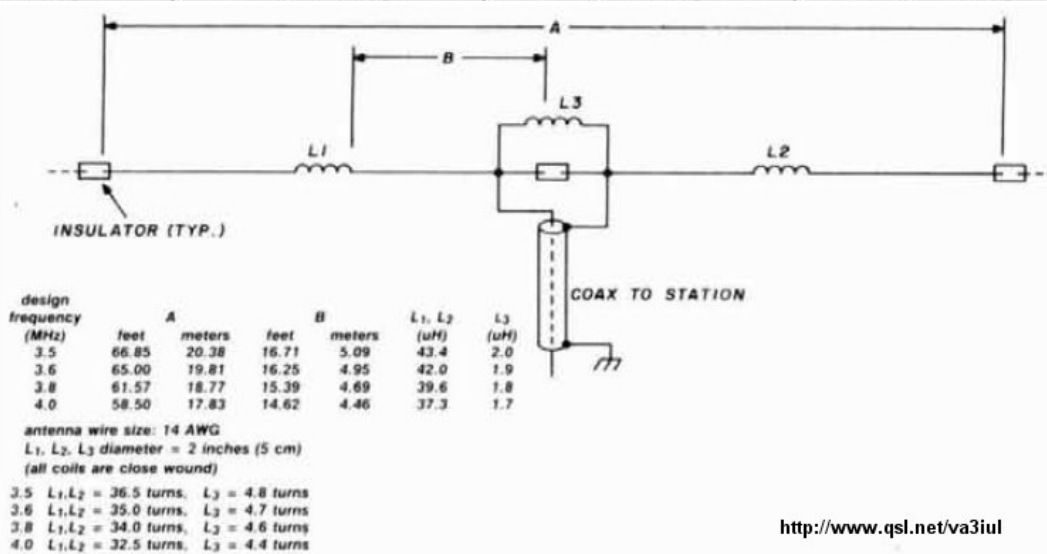 A
B
L3
L1
L2
INSULATOR (TYP.)
COAX TO STATION
design
frequency A B L1, L2 L3
(MHz) feet meters feet meters (uH) (uH)
3.5 66.85 20.38 16.71 5.09 43.4 2.0
3.6 65.00 19.81 16.25 4.95 42.0 1.9
3.8 61.57 18.77 15.39 4.69 39.6 1.8
4.0 58.50 17.83 14.62 4.46 37.3 1.7
antenna wire size: 14 AWG
L1, L2, L3 diameter = 2 inches (5 cm)
(all coils are close wound)
3.5 L1,L2 = 36.5 turns, L3 = 4.8 turns
3.6 L1,L2 = 35.0 turns, L3 = 4.7 turns
3.8 L1,L2 = 34.0 turns, L3 = 4.6 turns
4.0 L1,L2 = 32.5 turns, L3 = 4.4 turns
http://www.qsl.net/va3iul